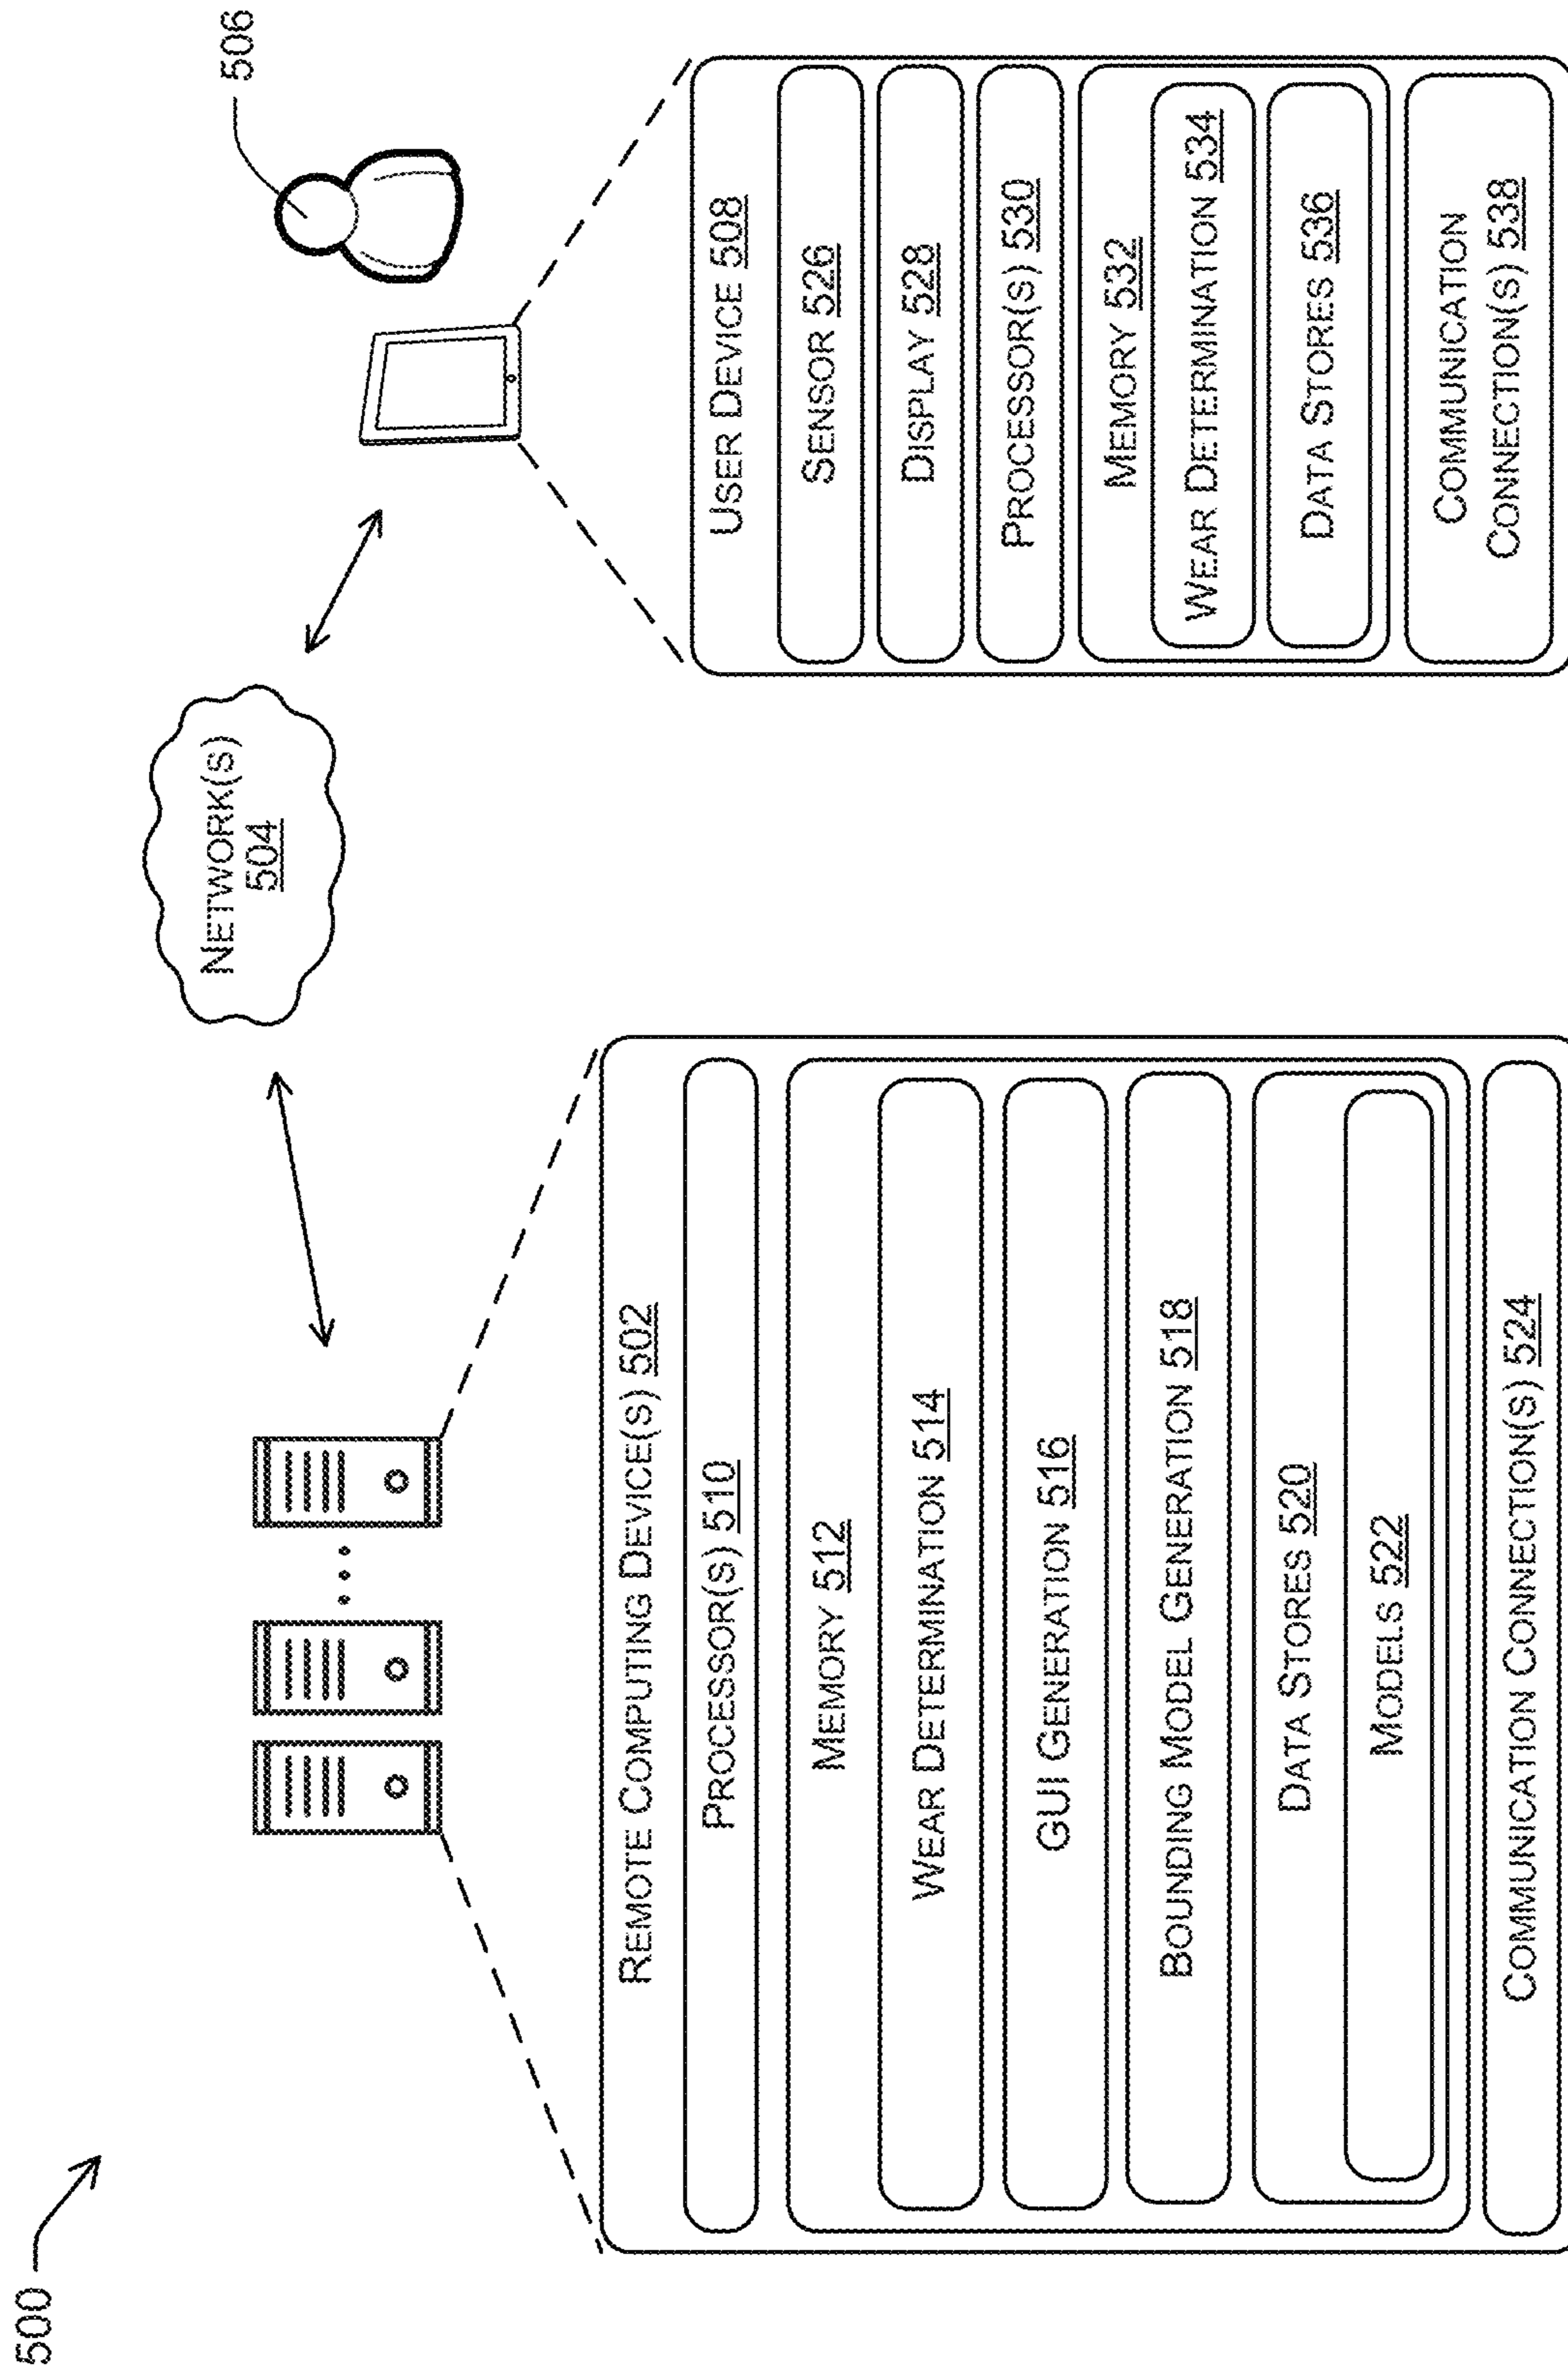 500
506
NETWORK(S)
504
REMOTE COMPUTING DEVICE(S) 502
PROCESSOR(S) 510
MEMORY 512
WEAR DETERMINATION 514
GUI GENERATION 516
BOUNDING MODEL GENERATION 518
DATA STORES 520
MODELS 522
COMMUNICATION CONNECTION(S) 524
USER DEVICE 508
SENSOR 526
DISPLAY 528
PROCESSOR(S) 530
MEMORY 532
WEAR DETERMINATION 534
DATA STORES 536
COMMUNICATION
CONNECTION(S) 538